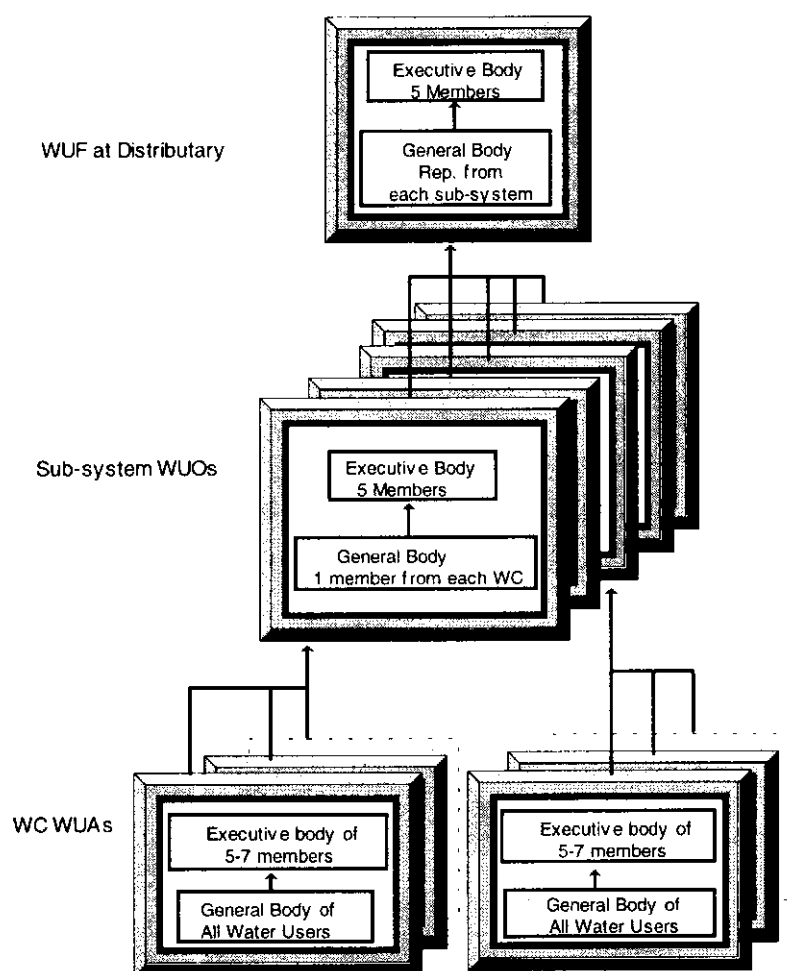 Executive Body
5 Members
WUF at Distributary
General Body
Rep. from
each sub-system
Sub-system WUOs
Executive Body
5 Members
General Body
1 member from each WC
WC WUAs
Executive body of
5-7 members
General Body of
All Water Users
Executive body of
5-7 members
General Body of
All Water Users